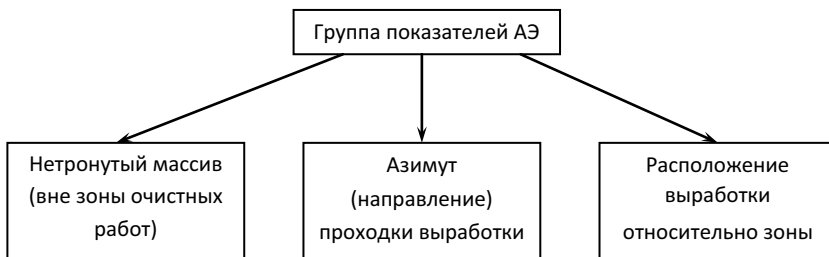 Группа показателей АЭ
Нетронутый массив
(вне зоны очистных
работ)
Азимут
(направление)
проходки выработки
Расположение
выработки
относительно зоны